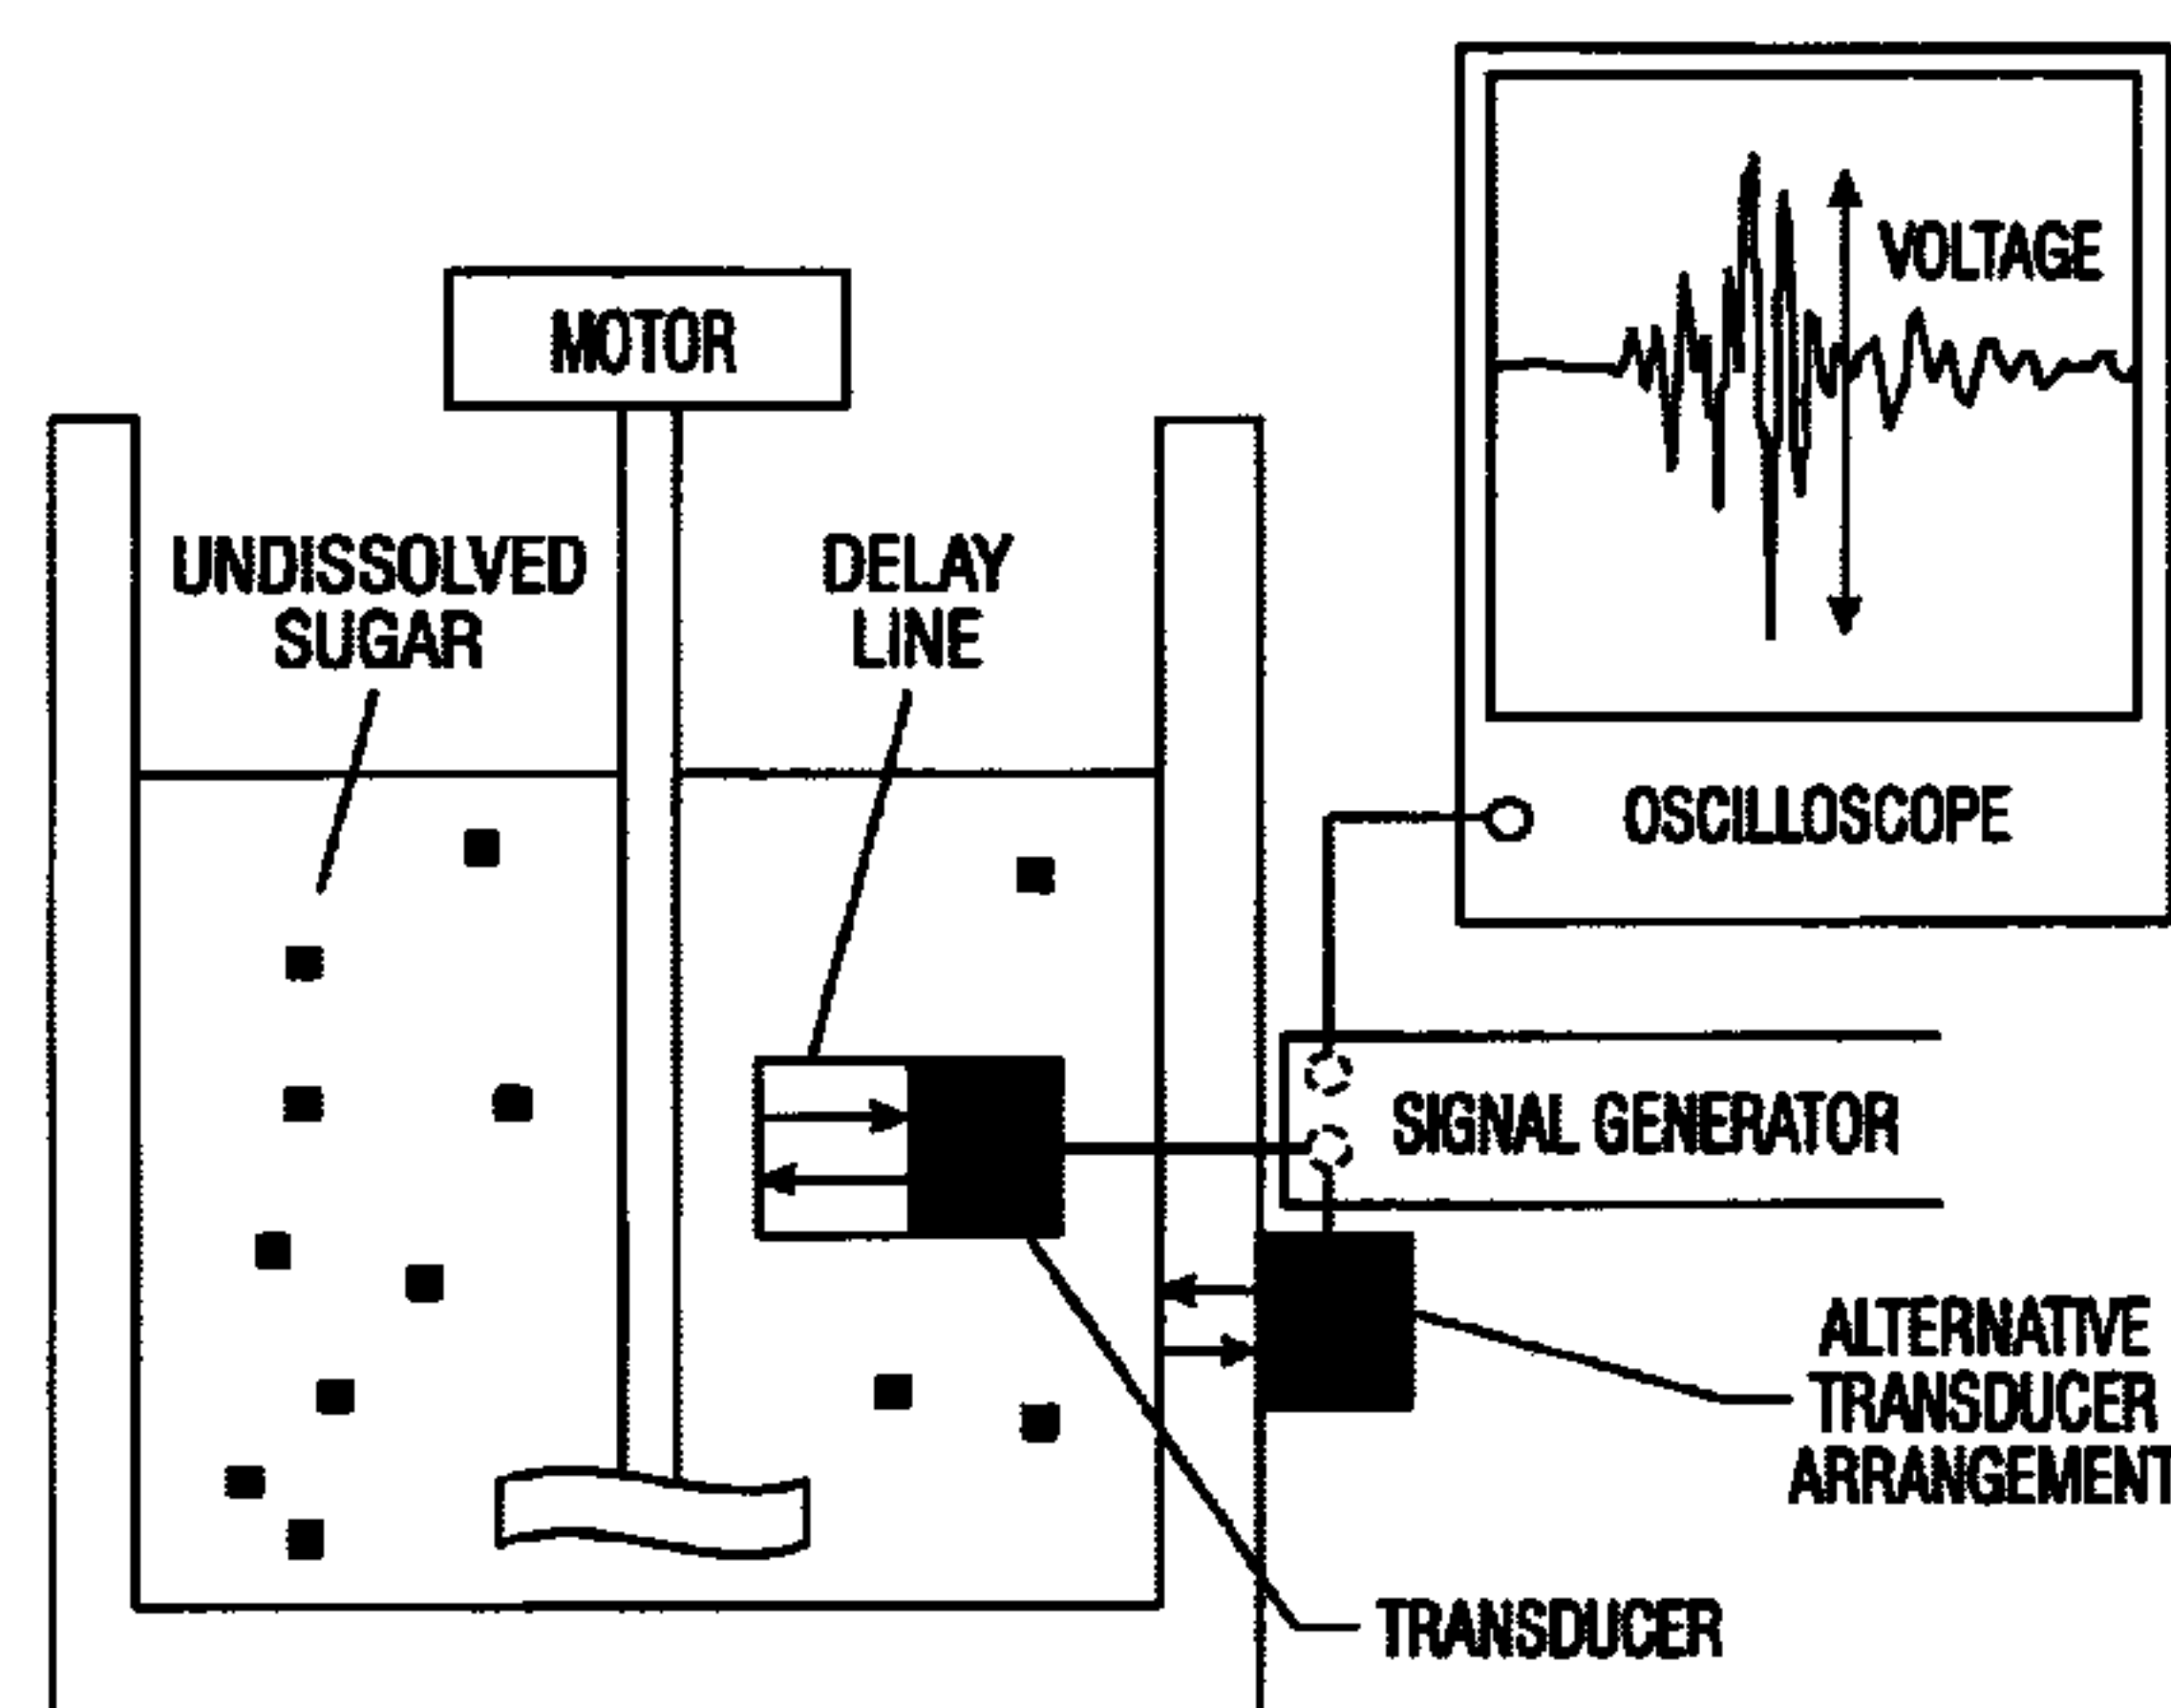 VOLTAGE
MOTOR
UNDISSOLVED
SUGAR
DELAY
LINE
OSCILLOSCOPE
SIGNAL GENERATOR
ALTERNATIVE
TRANSDUCER
ARRANGEMENT
TRANSDUCER